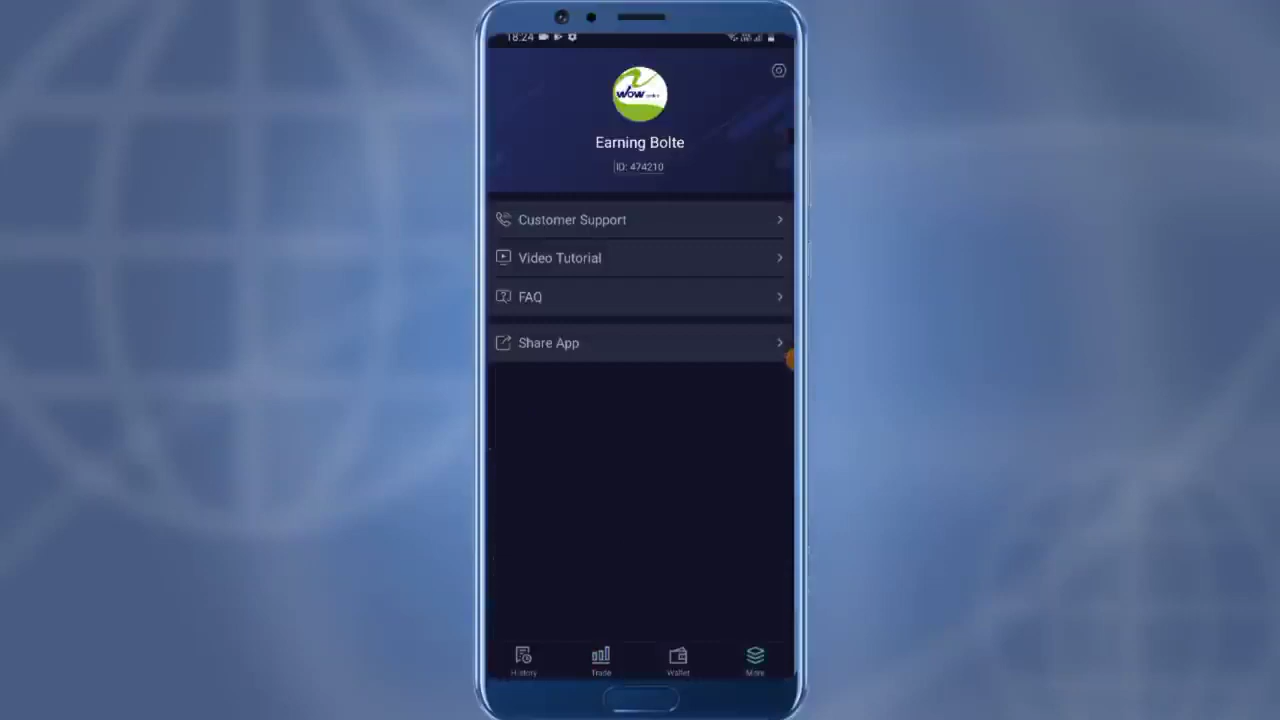 18:24
WOW
Earning Bolte
ID: 474210
Customer Support
Video Tutorial
FAQ
Share App
History
Trade
Wallet
More